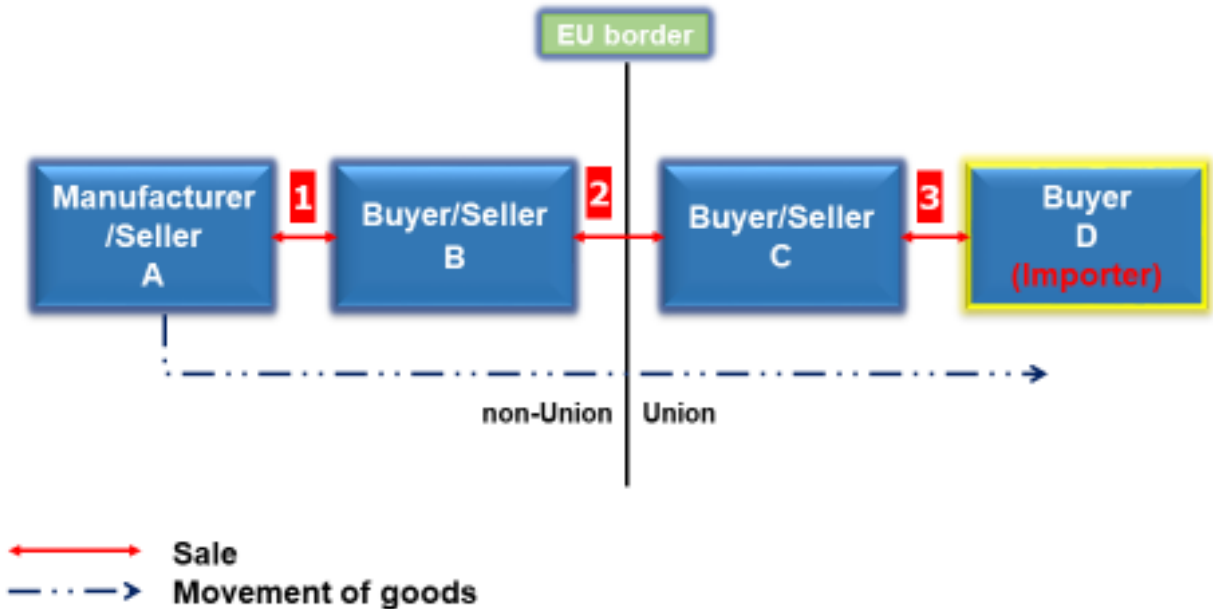 EU border
Manufacturer
/Seller
A
1
Buyer/Seller
B
2
Buyer/Seller
C
3
Buyer
D
(Importer)
non-Union
Union
Sale
Movement of goods